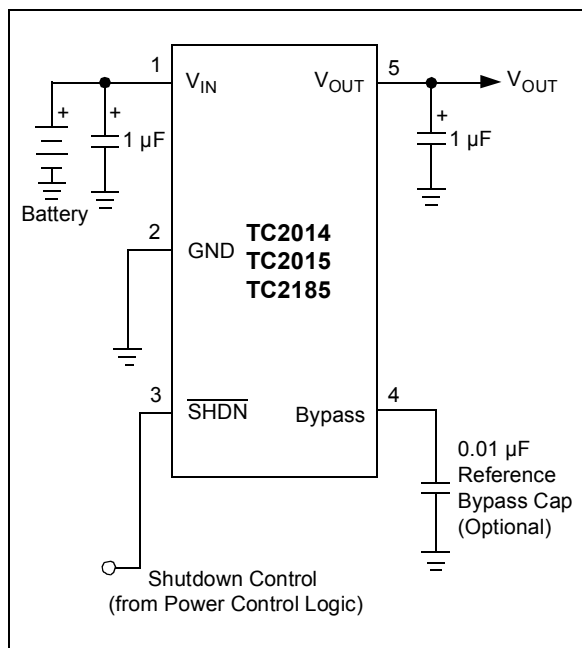 1
V_IN
V_OUT
5
V_OUT
+
+
1 µF
+
1 µF
Battery
2
GND
TC2014
TC2015
TC2185
3
SHDN
Bypass
4
0.01 µF
Reference
Bypass Cap
(Optional)
Shutdown Control
(from Power Control Logic)